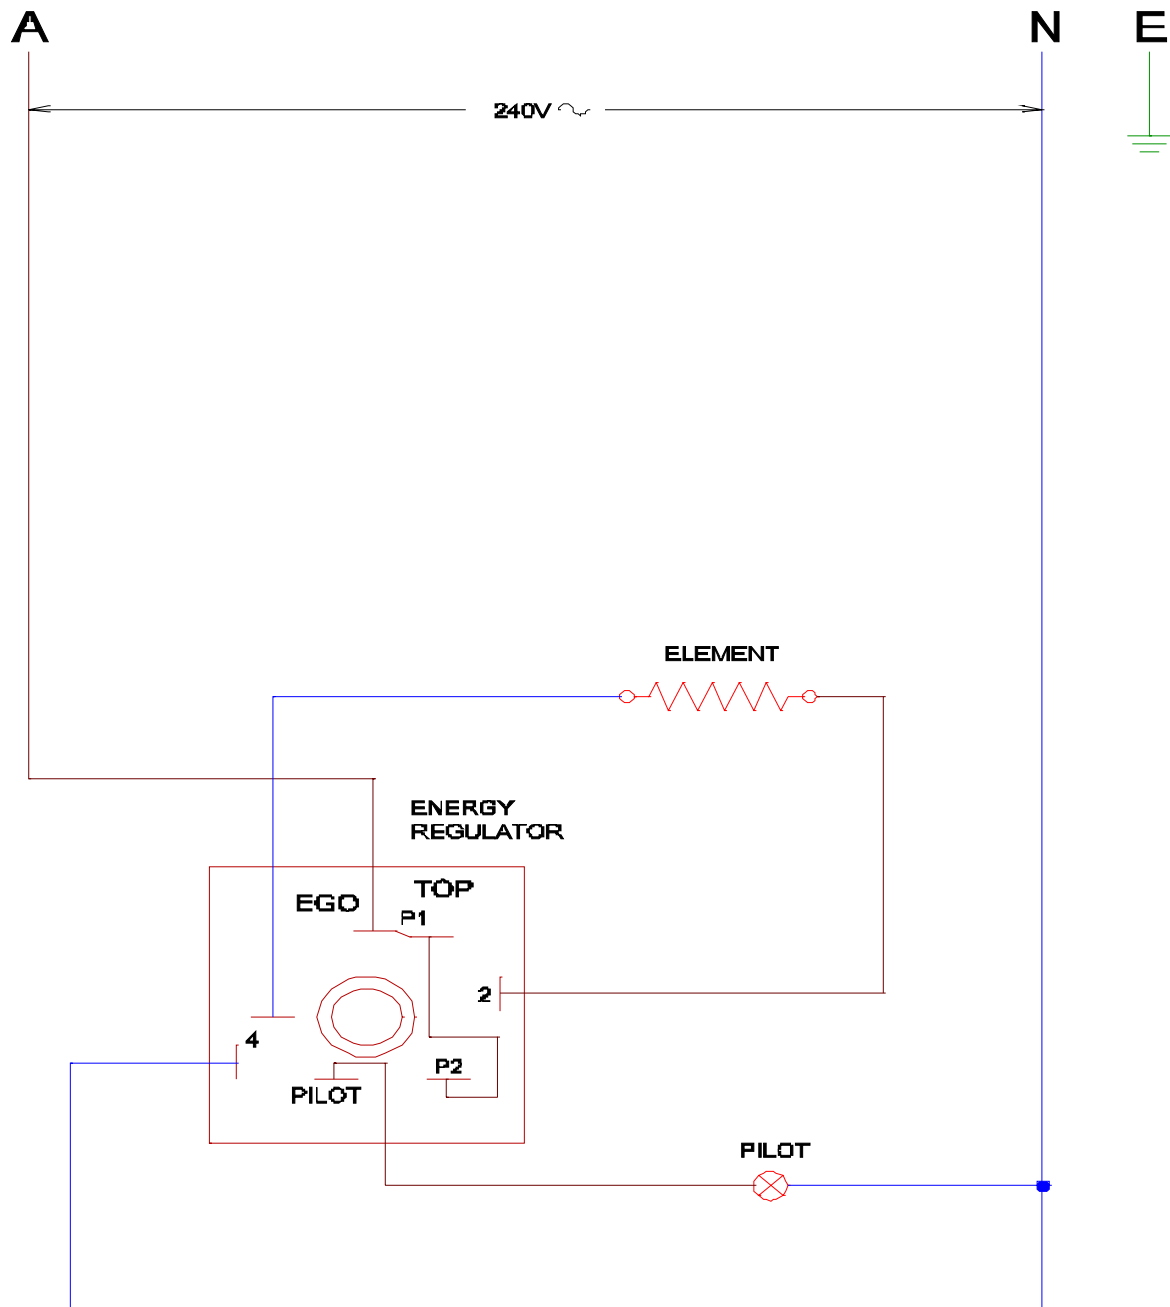 A N E
240V
ELEMENT
ENERGY
REGULATOR
TOP
EGO
P1
2
4
P2
PILOT
PILOT